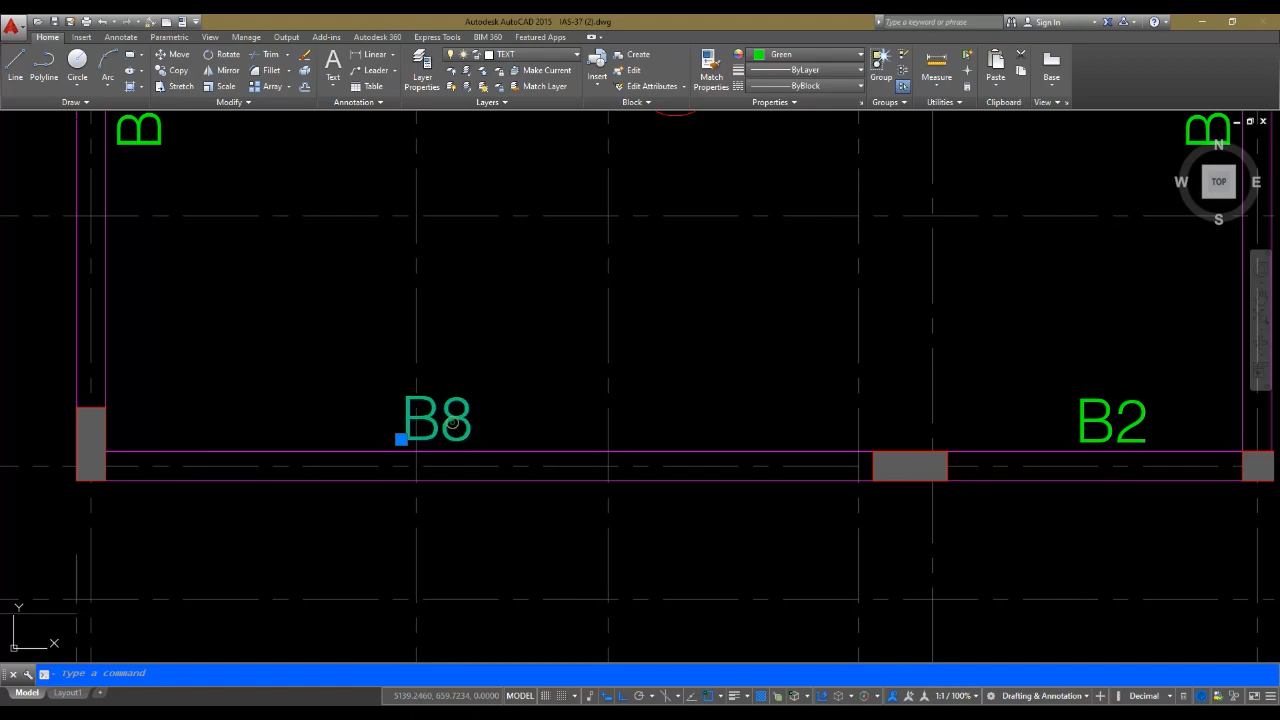 Autodesk AutoCAD 2015 IAS-37 (2).dwg
Type a keyword or phrase
Sign In
Home Insert Annotate Parametric View Manage Output Add-ins Autodesk 360 Express Tools BIM 360 Featured Apps
Line Polyline Circle Arc
Move Rotate Trim
Copy Mirror Fillet
Stretch Scale Array
Text Linear
Leader
Table
Layer Properties
TEXT
Make Current
Match Layer
Insert
Create
Edit
Edit Attributes
Match Properties
Green
ByLayer
ByBlock
Group
Measure
Paste
Base
Draw Modify Annotation Layers Block Properties Groups Utilities Clipboard View
B
B
N
W TOP E
S
B8
B2
Y
X
Type a command
Model Layout1 +
5139.2460, 659.7234, 0.0000 MODEL 1:1 / 100% Drafting & Annotation Decimal